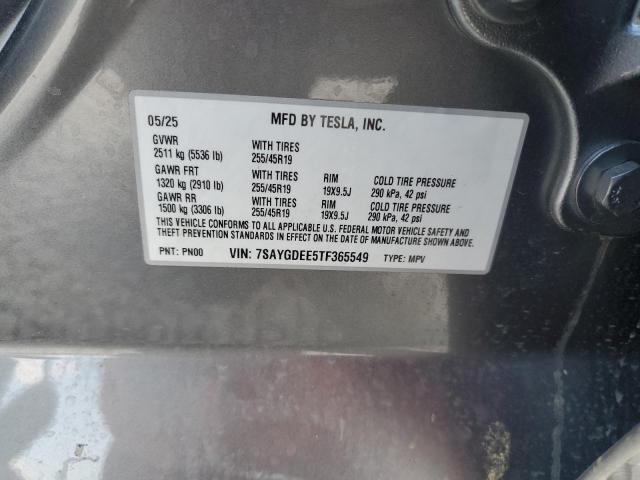 05/25 MFD BY TESLA, INC.
GVWR WITH TIRES
2511 kg (5536 lb) 255/45R19
GAWR FRT WITH TIRES RIM COLD TIRE PRESSURE
1320 kg (2910 lb) 255/45R19 19X9.5J 290 kPa, 42 psi
GAWR RR WITH TIRES RIM COLD TIRE PRESSURE
1500 kg (3306 lb) 255/45R19 19X9.5J 290 kPa, 42 psi
THIS VEHICLE CONFORMS TO ALL APPLICABLE U.S. FEDERAL MOTOR VEHICLE SAFETY AND
THEFT PREVENTION STANDARDS IN EFFECT ON THE DATE OF MANUFACTURE SHOWN ABOVE.
PNT: PN00 VIN: 7SAYGDEE5TF365549 TYPE: MPV